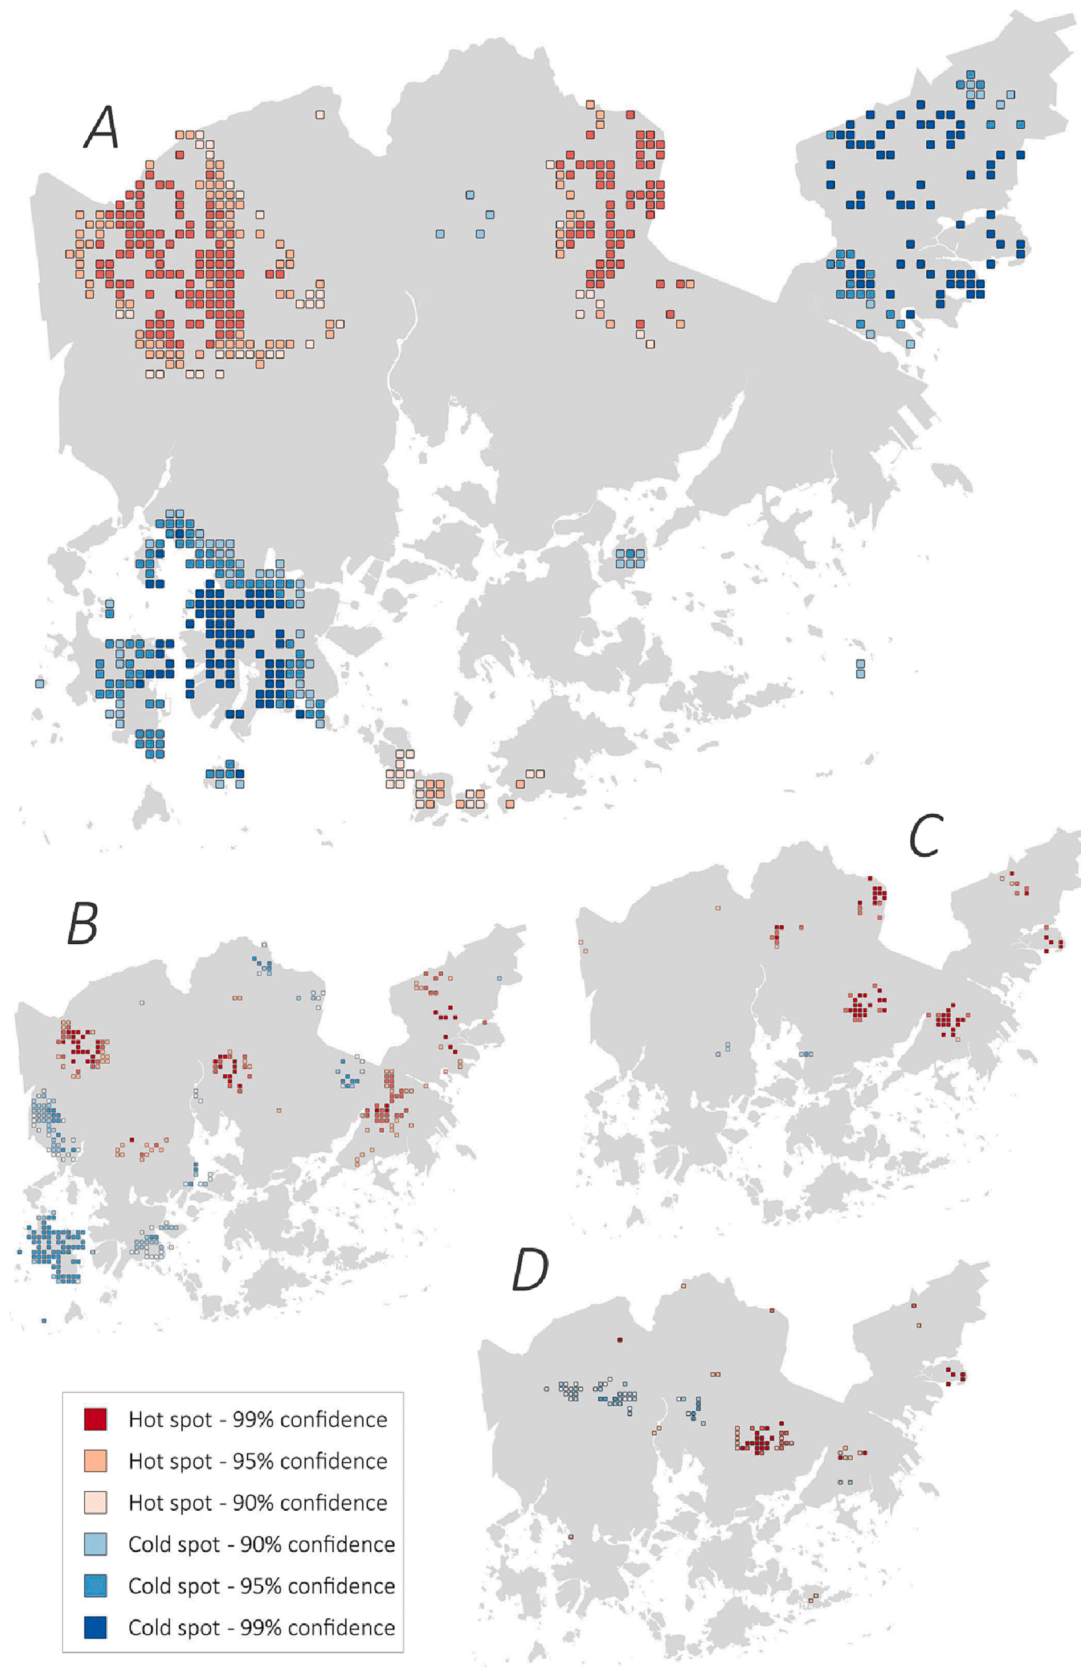 A
C
B
D
Hot spot - 99% confidence
Hot spot - 95% confidence
Hot spot - 90% confidence
Cold spot - 90% confidence
Cold spot - 95% confidence
Cold spot - 99% confidence